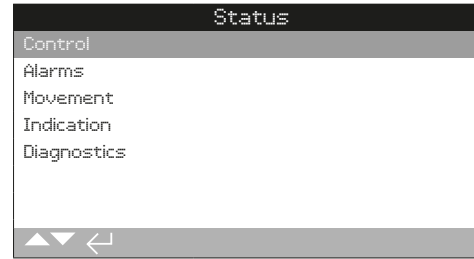 Status
Control
Alarms
Movement
Indication
Diagnostics